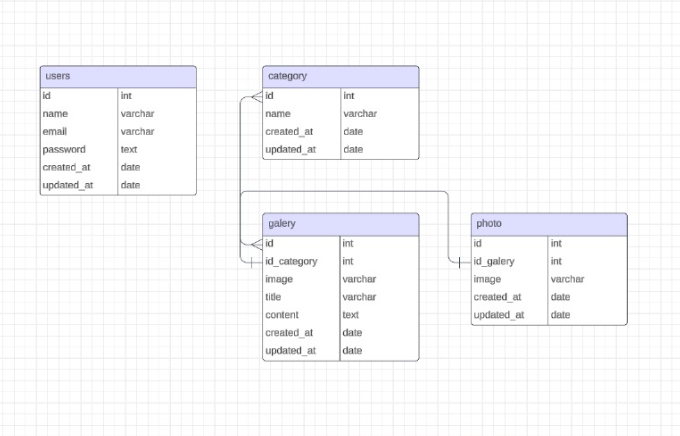 users
id int
name varchar
email varchar
password text
created_at date
updated_at date
category
id int
name varchar
created_at date
updated_at date
galery
id int
id_category int
image varchar
title varchar
content text
created_at date
updated_at date
photo
id int
id_galery int
image varchar
created_at date
updated_at date